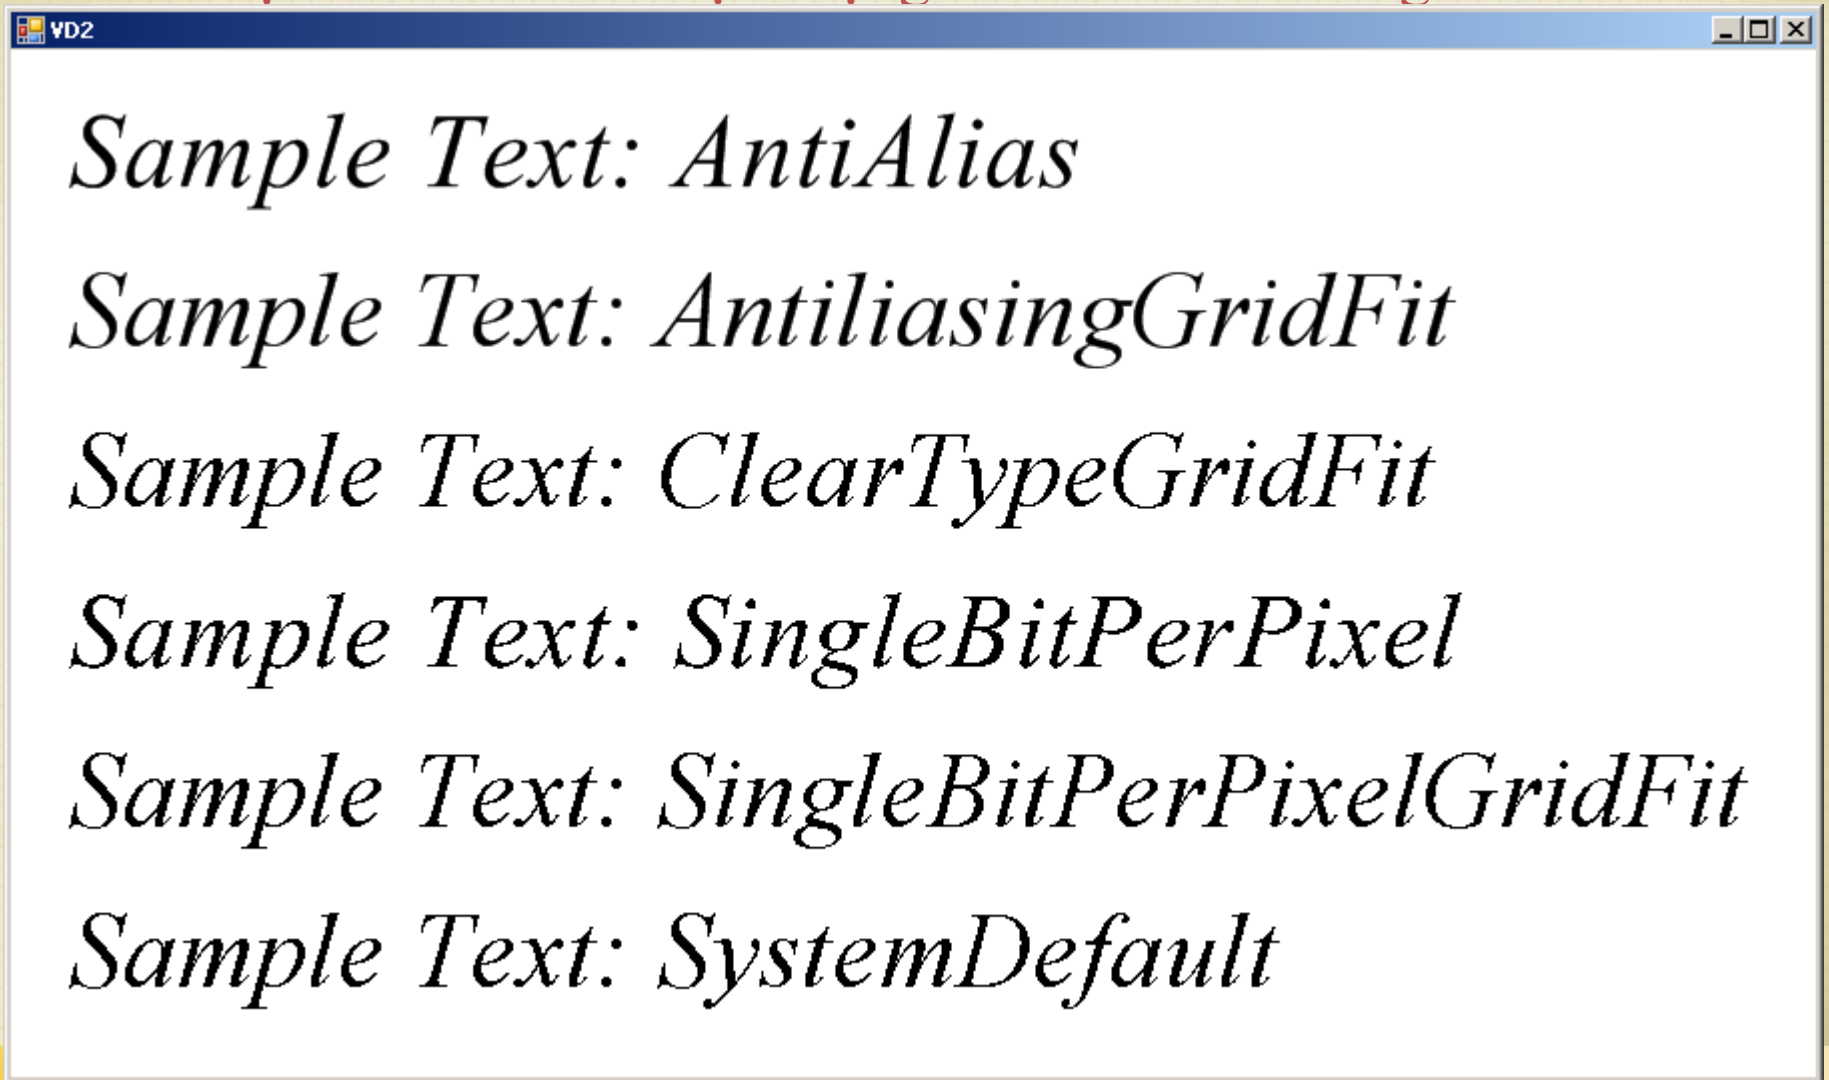 VD2
Sample Text: AntiAlias
Sample Text: AntiliasingGridFit
Sample Text: ClearTypeGridFit
Sample Text: SingleBitPerPixel
Sample Text: SingleBitPerPixelGridFit
Sample Text: SystemDefault